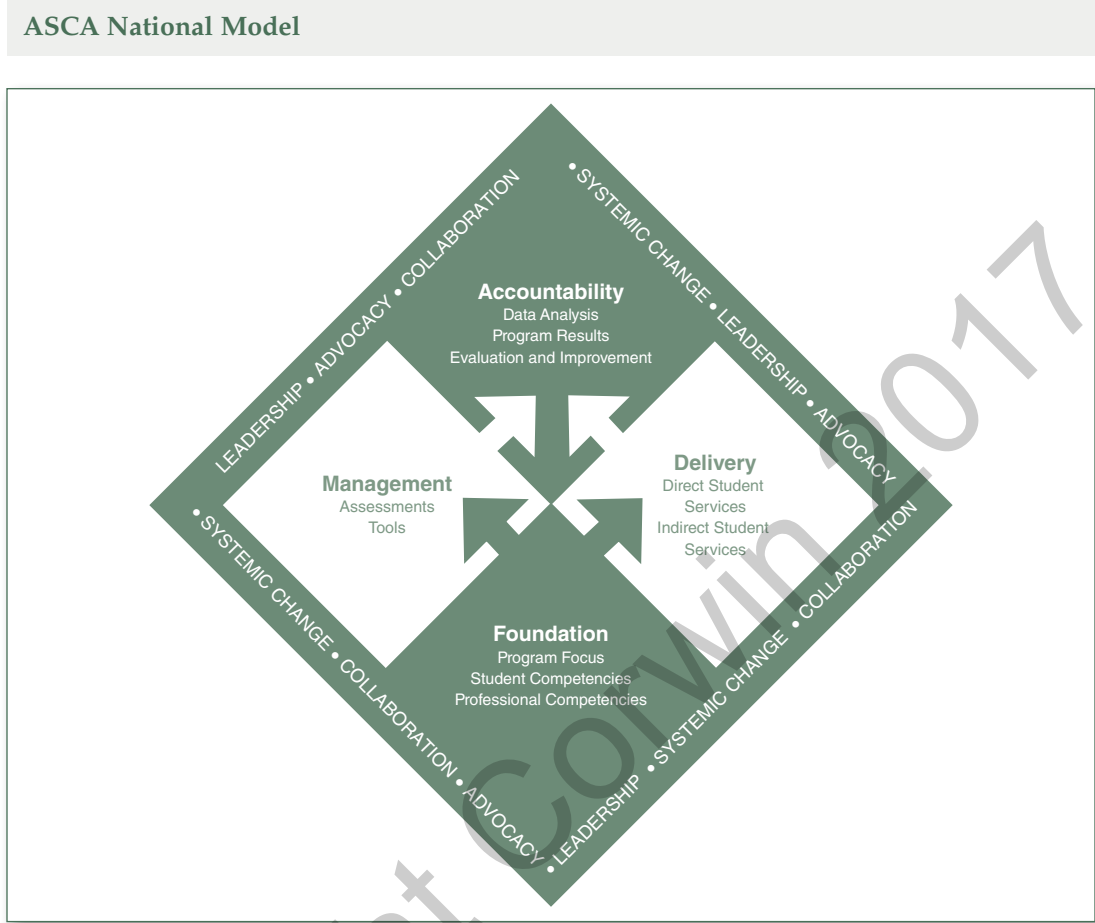 ASCA National Model
LEADERSHIP • ADVOCACY • COLLABORATION
• SYSTEMIC CHANGE • LEADERSHIP • ADVOCACY
Accountability
Data Analysis
Program Results
Evaluation and Improvement
Management
Assessments
Tools
Delivery
Direct Student
Services
Indirect Student
Services
Foundation
Program Focus
Student Competencies
Professional Competencies
• SYSTEMIC CHANGE • COLLABORATION • ADVOCACY
• LEADERSHIP • SYSTEMIC CHANGE • COLLABORATION
Corwin 2017